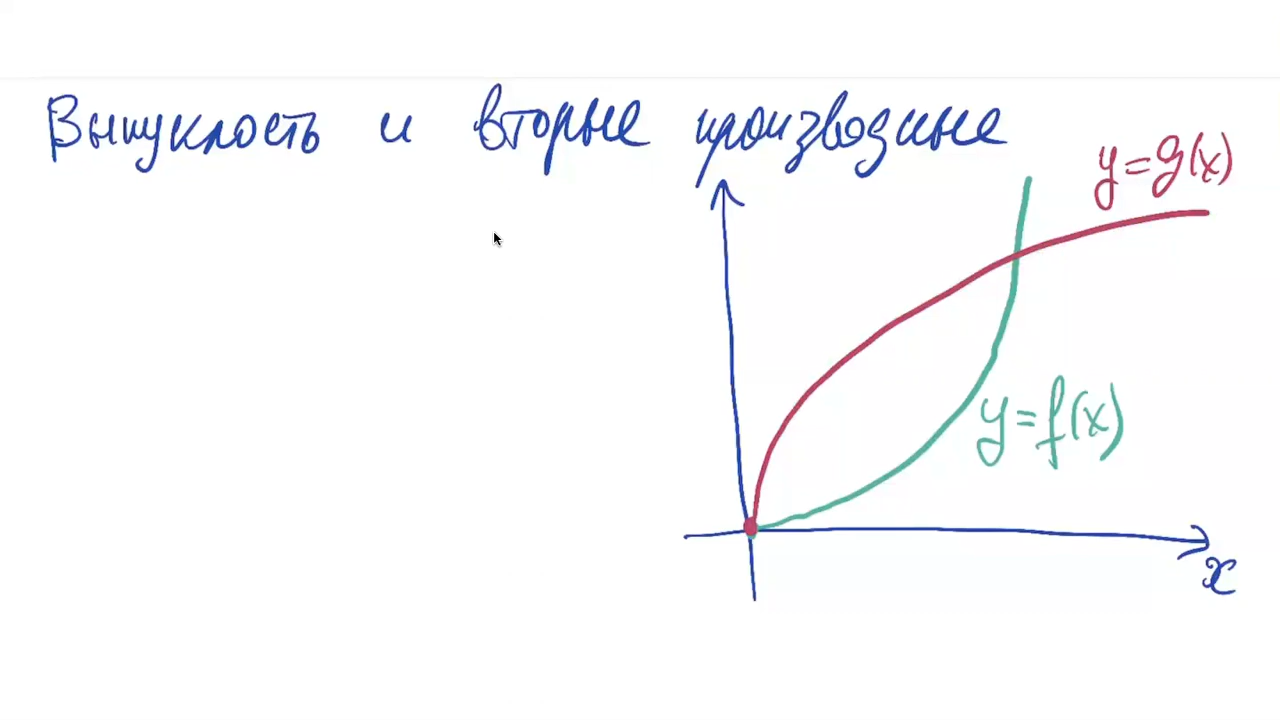 Выпуклость и вторые производные
y=g(x)
y=f(x)
x